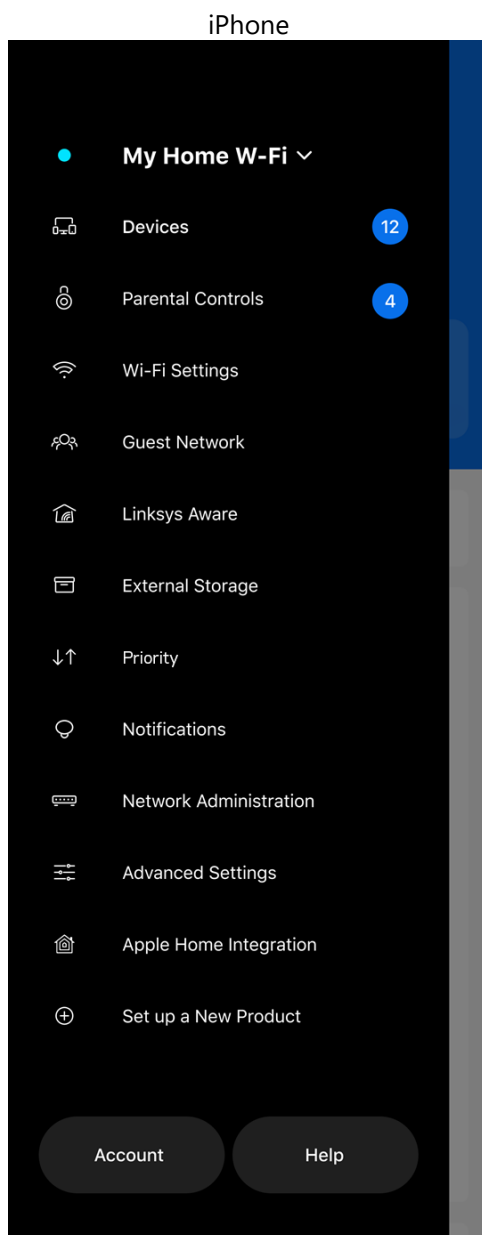 iPhone
My Home W-Fi
Devices 12
Parental Controls 4
Wi-Fi Settings
Guest Network
Linksys Aware
External Storage
Priority
Notifications
Network Administration
Advanced Settings
Apple Home Integration
Set up a New Product
Account Help